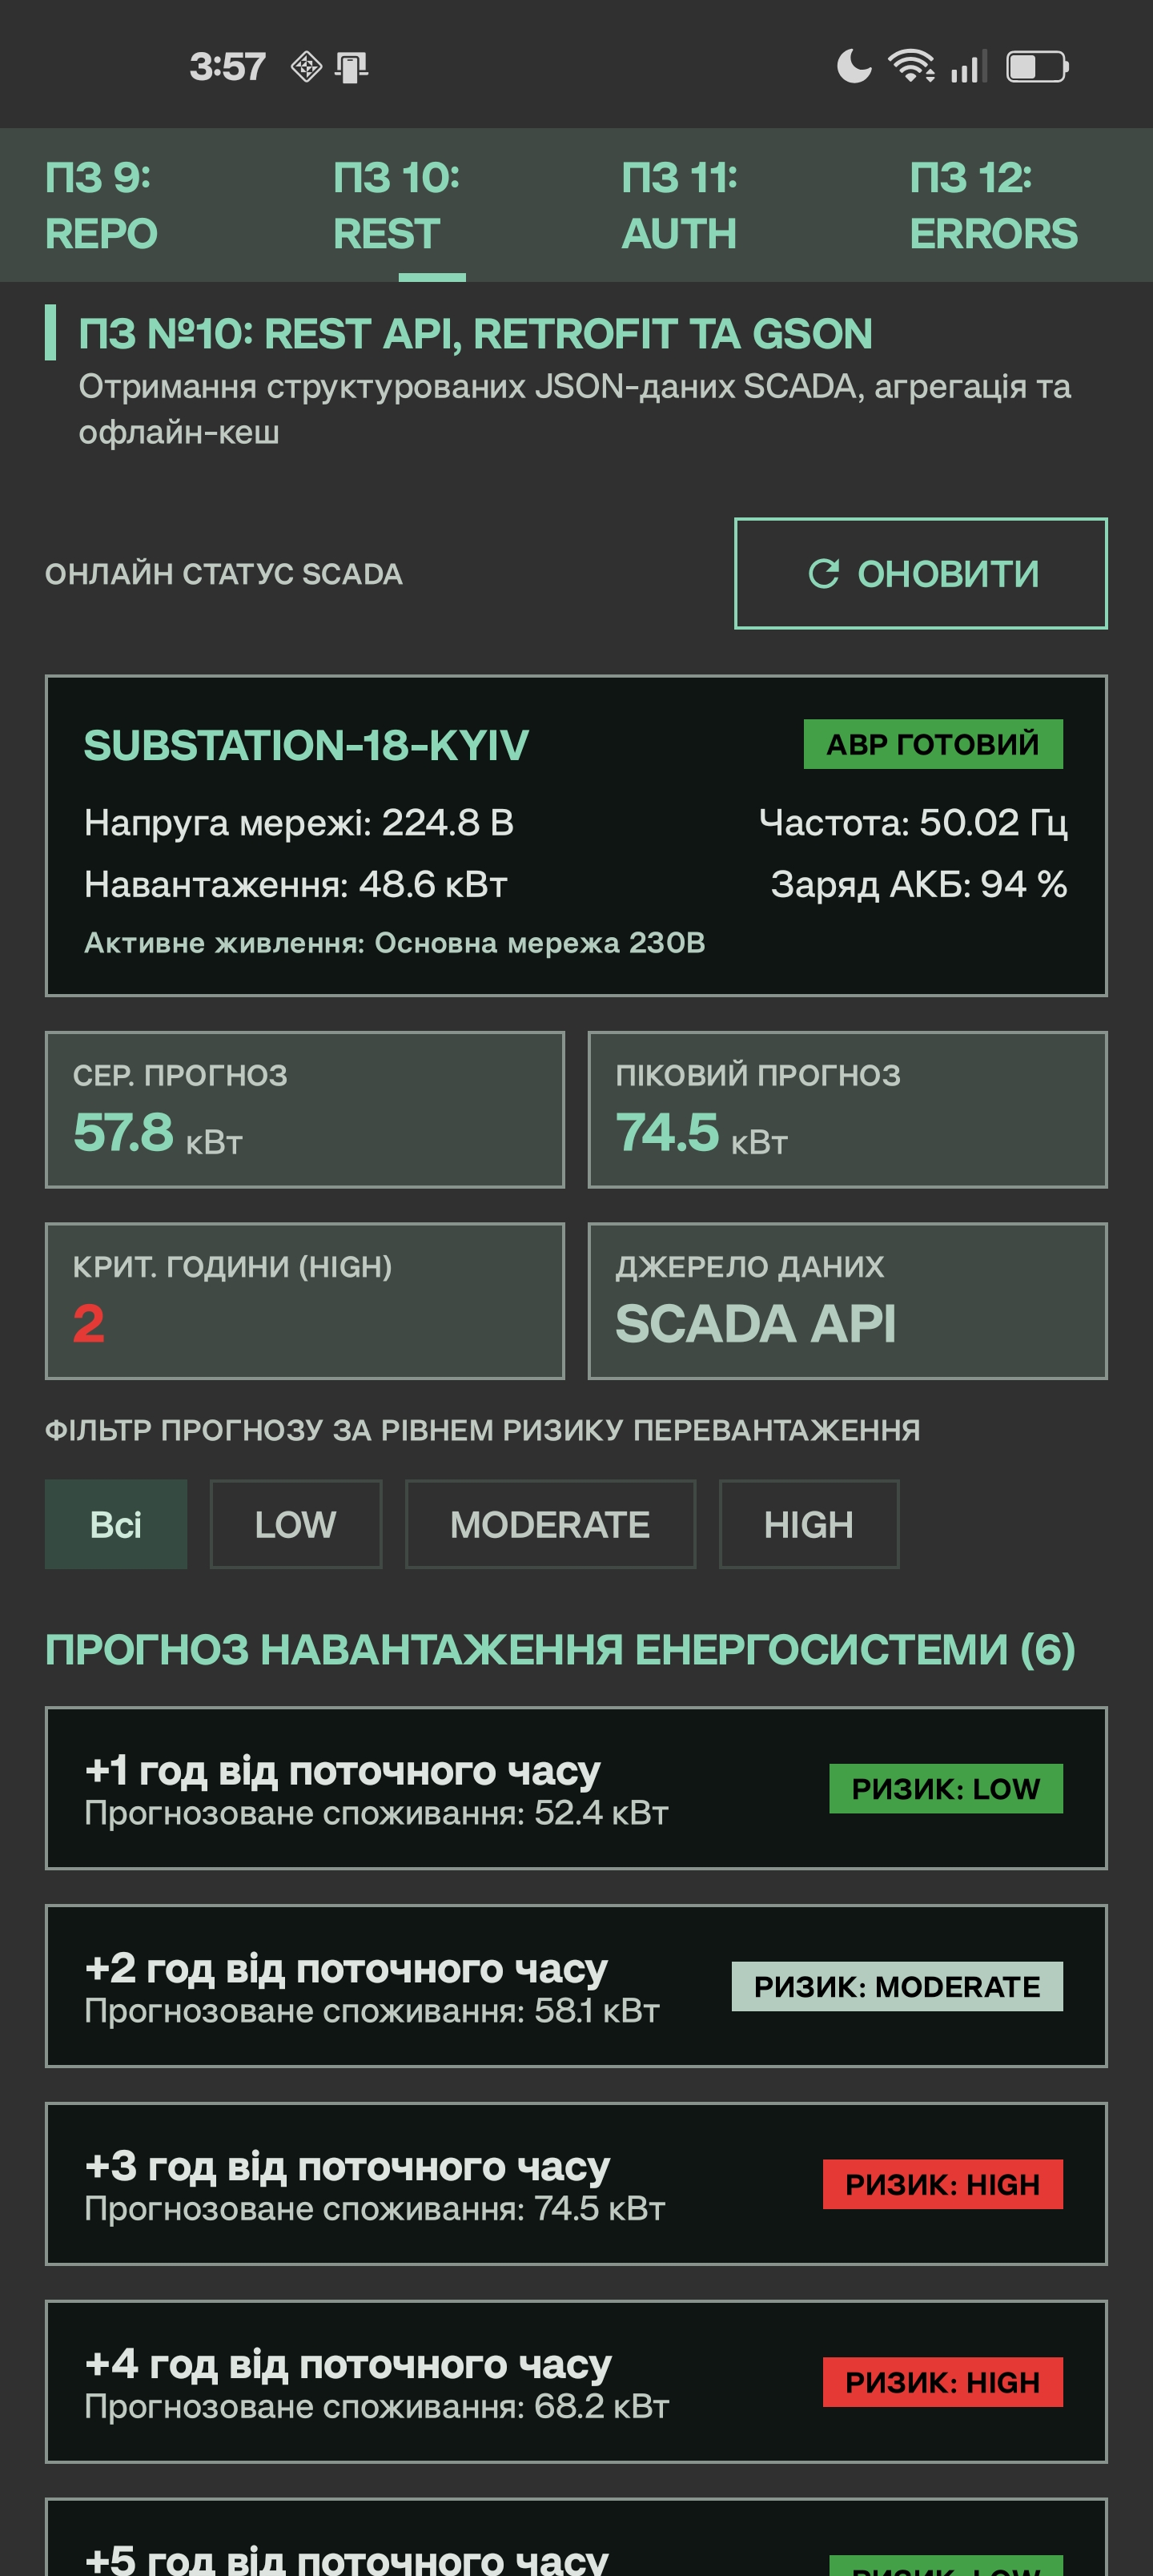 3:57
ПЗ 9:
REPO
ПЗ 10:
REST
ПЗ 11:
AUTH
ПЗ 12:
ERRORS
ПЗ №10: REST API, RETROFIT ТА GSON
Отримання структурованих JSON-даних SCADA, агрегація та
офлайн-кеш
ОНЛАЙН СТАТУС SCADA
ОНОВИТИ
SUBSTATION-18-KYIV
АВР ГОТОВИЙ
Напруга мережі: 224.8 В
Частота: 50.02 Гц
Навантаження: 48.6 кВт
Заряд АКБ: 94 %
Активне живлення: Основна мережа 230В
СЕР. ПРОГНОЗ
57.8 кВт
ПІКОВИЙ ПРОГНОЗ
74.5 кВт
КРИТ. ГОДИНИ (HIGH)
2
ДЖЕРЕЛО ДАНИХ
SCADA API
ФІЛЬТР ПРОГНОЗУ ЗА РІВНЕМ РИЗИКУ ПЕРЕВАНТАЖЕННЯ
Всі
LOW
MODERATE
HIGH
ПРОГНОЗ НАВАНТАЖЕННЯ ЕНЕРГОСИСТЕМИ (6)
+1 год від поточного часу
Прогнозоване споживання: 52.4 кВт
РИЗИК: LOW
+2 год від поточного часу
Прогнозоване споживання: 58.1 кВт
РИЗИК: MODERATE
+3 год від поточного часу
Прогнозоване споживання: 74.5 кВт
РИЗИК: HIGH
+4 год від поточного часу
Прогнозоване споживання: 68.2 кВт
РИЗИК: HIGH
+5 год від поточного часу
РИЗИК: LOW